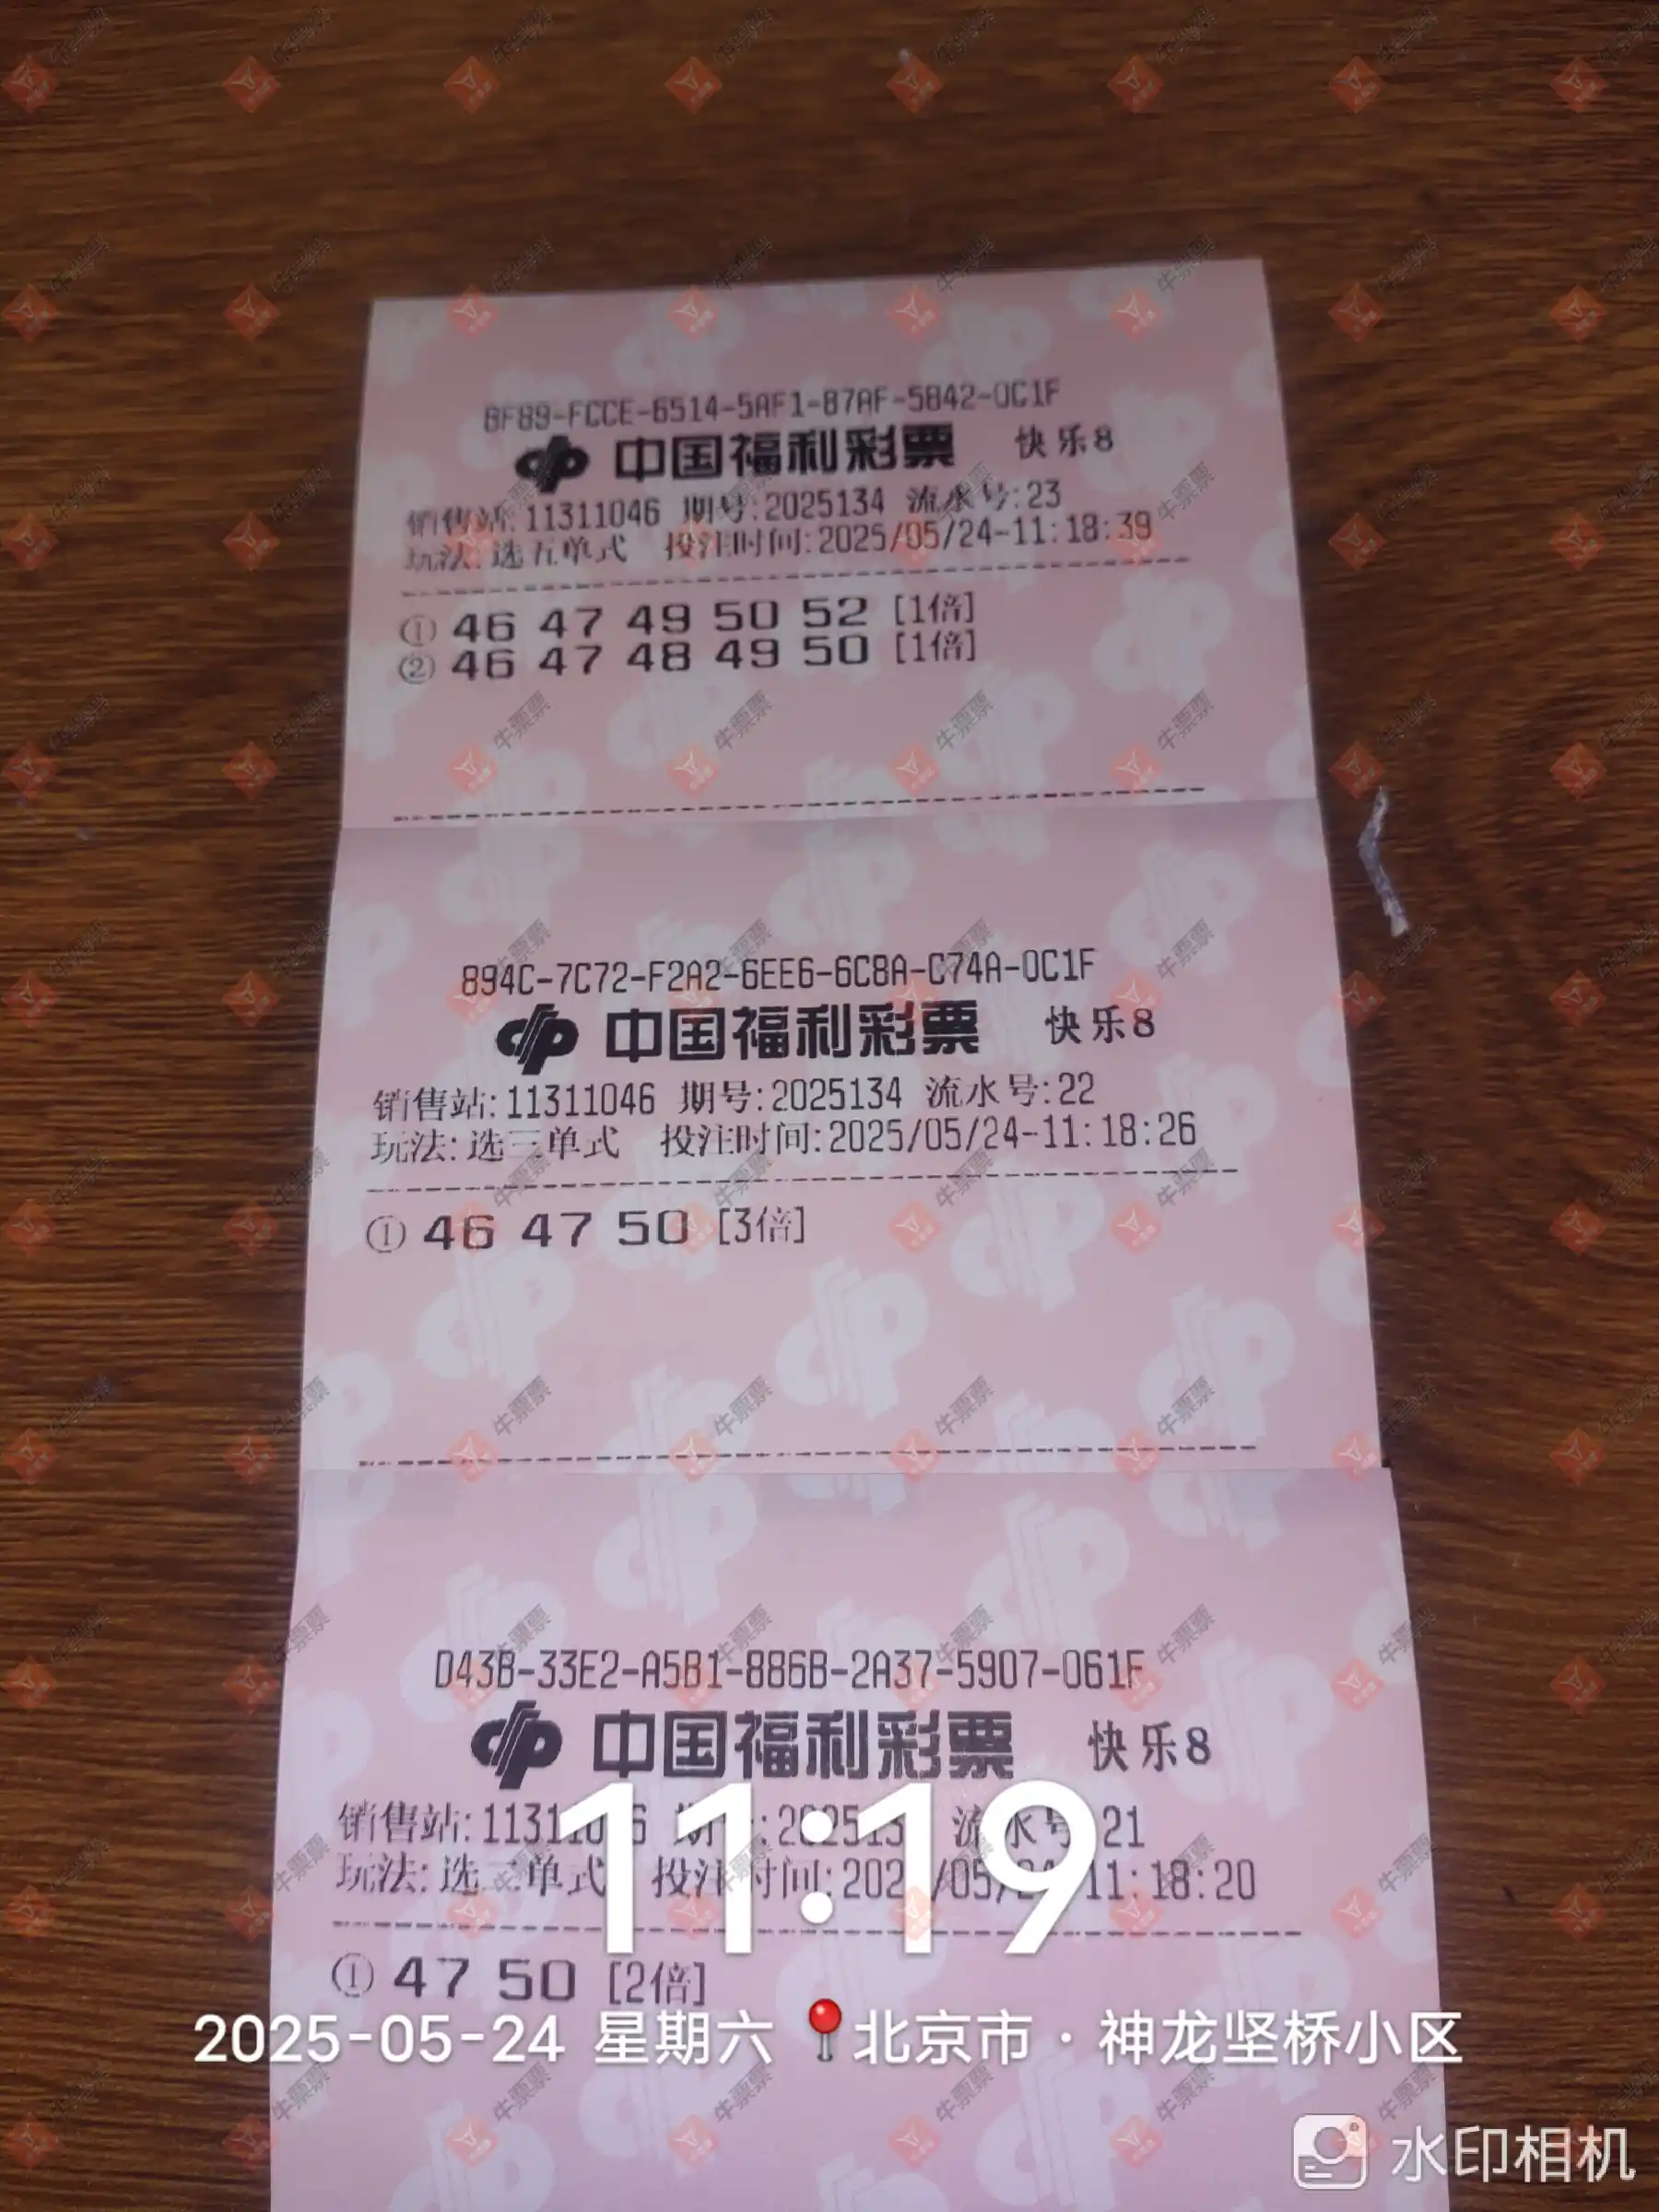 BF89-FCCE-6514-5AF1-87AF-5842-0C1F
中国福利彩票 快乐8
销售站:11311046 期号:2025134 流水号:23
玩法:选五单式 投注时间:2025/05/24-11:18:39
① 46 47 49 50 52 [1倍]
② 46 47 48 49 50 [1倍]
894C-7C72-F2A2-6EE6-6C8A-C74A-0C1F
中国福利彩票 快乐8
销售站:11311046 期号:2025134 流水号:22
玩法:选三单式 投注时间:2025/05/24-11:18:26
① 46 47 50 [3倍]
D43B-33E2-A5B1-886B-2A37-5907-061F
中国福利彩票 快乐8
销售站: 流水号:21
玩法:选二单式 投注时间: 11:18:20
11:19
① 47 50 [2倍]
2025-05-24 星期六 北京市·神龙坚桥小区
水印相机
牛票票